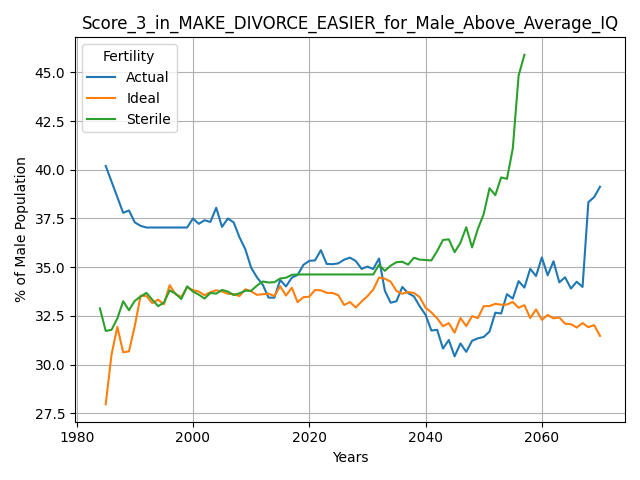 Score_3_in_MAKE_DIVORCE_EASIER_for_Male_Above_Average_IQ
Fertility
Actual
Ideal
Sterile
% of Male Population
45.0
42.5
40.0
37.5
35.0
32.5
30.0
27.5
1980 2000 2020 2040 2060
Years